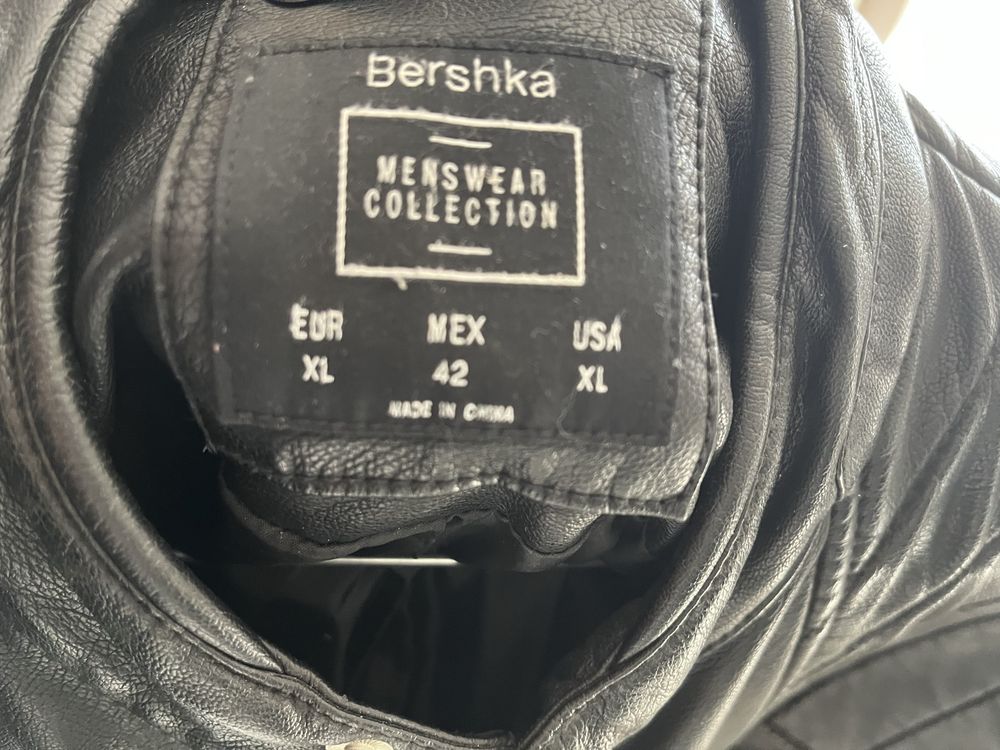 Bershka
MENSWEAR
COLLECTION
EUR MEX USA
XL 42 XL
MADE IN CHINA